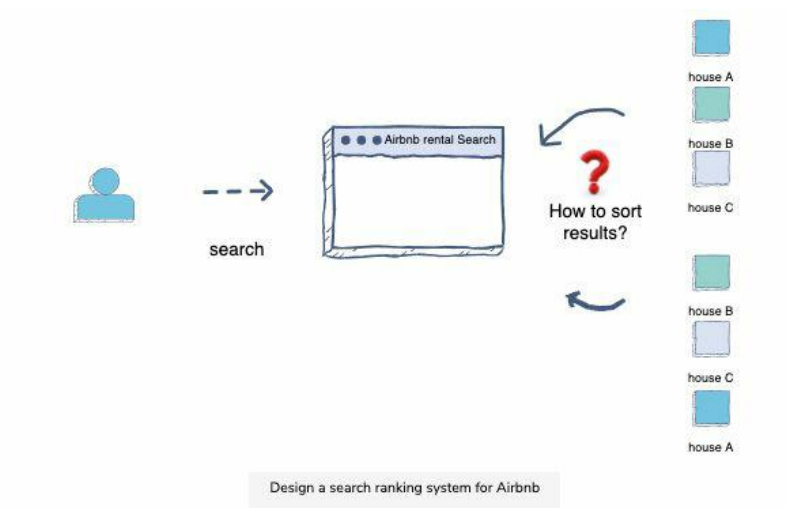 Airbnb rental Search
search
How to sort
results?
house A
house B
house C
house B
house C
house A
Design a search ranking system for Airbnb